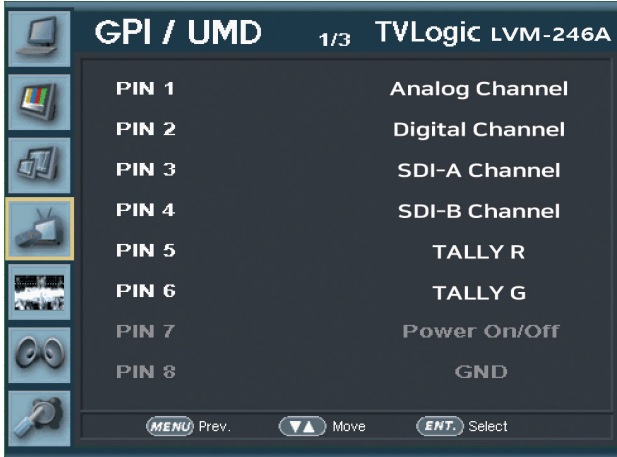 GPI / UMD 1/3 TVLogic LVM-246A
PIN 1 Analog Channel
PIN 2 Digital Channel
PIN 3 SDI-A Channel
PIN 4 SDI-B Channel
PIN 5 TALLY R
PIN 6 TALLY G
PIN 7 Power On/Off
PIN 8 GND
MENU Prev. ▼▲ Move ENT. Select